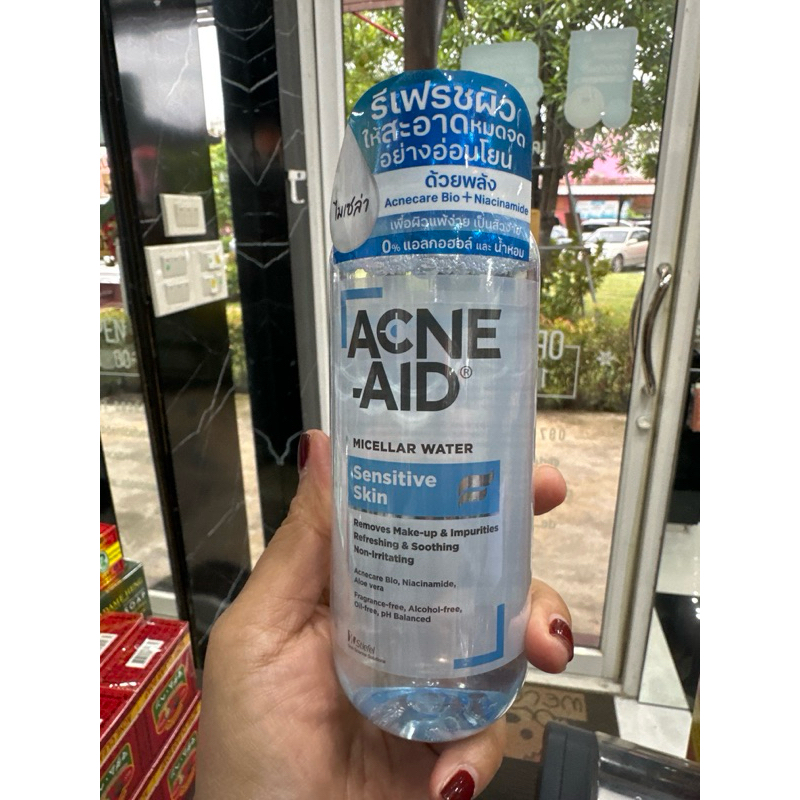 รีเฟรชผิว
ให้สะอาดหมดจด
อย่างอ่อนโยน
ด้วยพลัง
Acnecare Bio + Niacinamide
ไมเซล่า
เพื่อผิวแพ้ง่าย เป็นสิวง่าย
0% แอลกอฮอล์ และ น้ำหอม
ACNE
-AID®
MICELLAR WATER
Sensitive
Skin
Removes Make-up & Impurities
Refreshing & Soothing
Non-Irritating
Acnecare Bio, Niacinamide,
Aloe vera
Fragrance-free, Alcohol-free,
Oil-free, pH Balanced